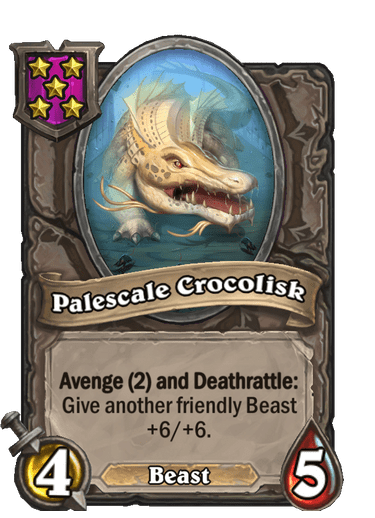 Palescale Crocolisk
Avenge (2) and Deathrattle:
Give another friendly Beast
+6/+6.
4
Beast
5